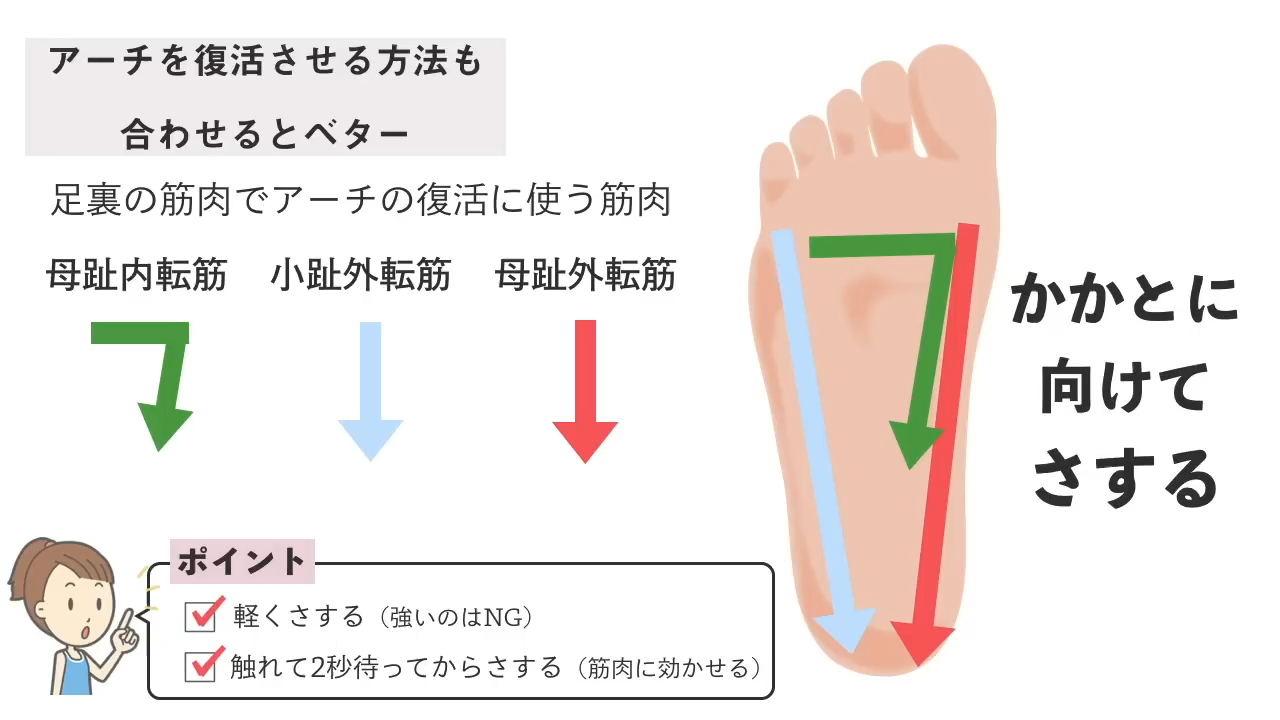 アーチを復活させる方法も
合わせるとベター
足裏の筋肉でアーチの復活に使う筋肉
母趾内転筋 小趾外転筋 母趾外転筋
かかとに
向けて
さする
ポイント
軽くさする（強いのはNG）
触れて2秒待ってからさする（筋肉に効かせる）